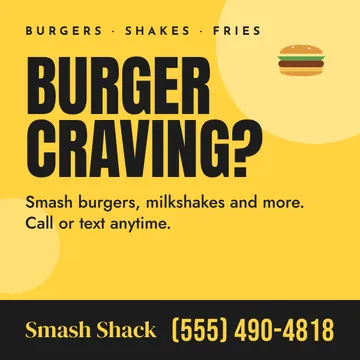 BURGERS · SHAKES · FRIES
BURGER
CRAVING?
Smash burgers, milkshakes and more.
Call or text anytime.
Smash Shack (555) 490-4818